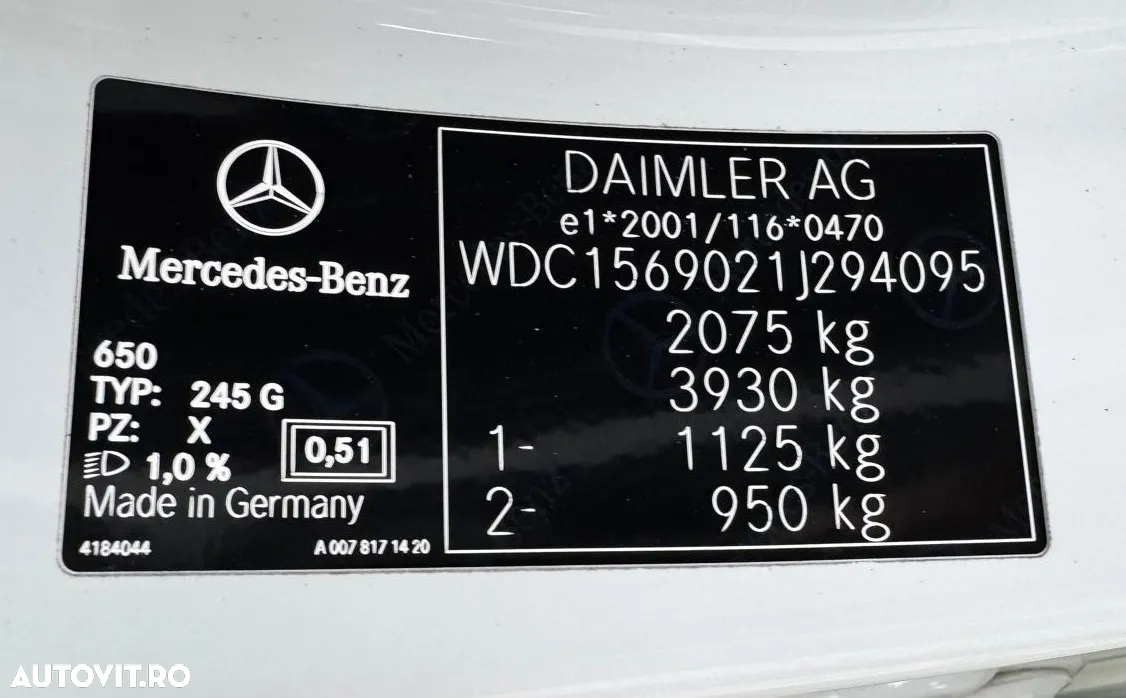 Mercedes-Benz
650
TYP: 245 G
PZ: X
1,0 %
0,51
Made in Germany
4184044
A 007 817 14 20
DAIMLER AG
e1*2001/116*0470
WDC1569021J294095
2075 kg
3930 kg
1- 1125 kg
2- 950 kg
AUTOVIT.RO